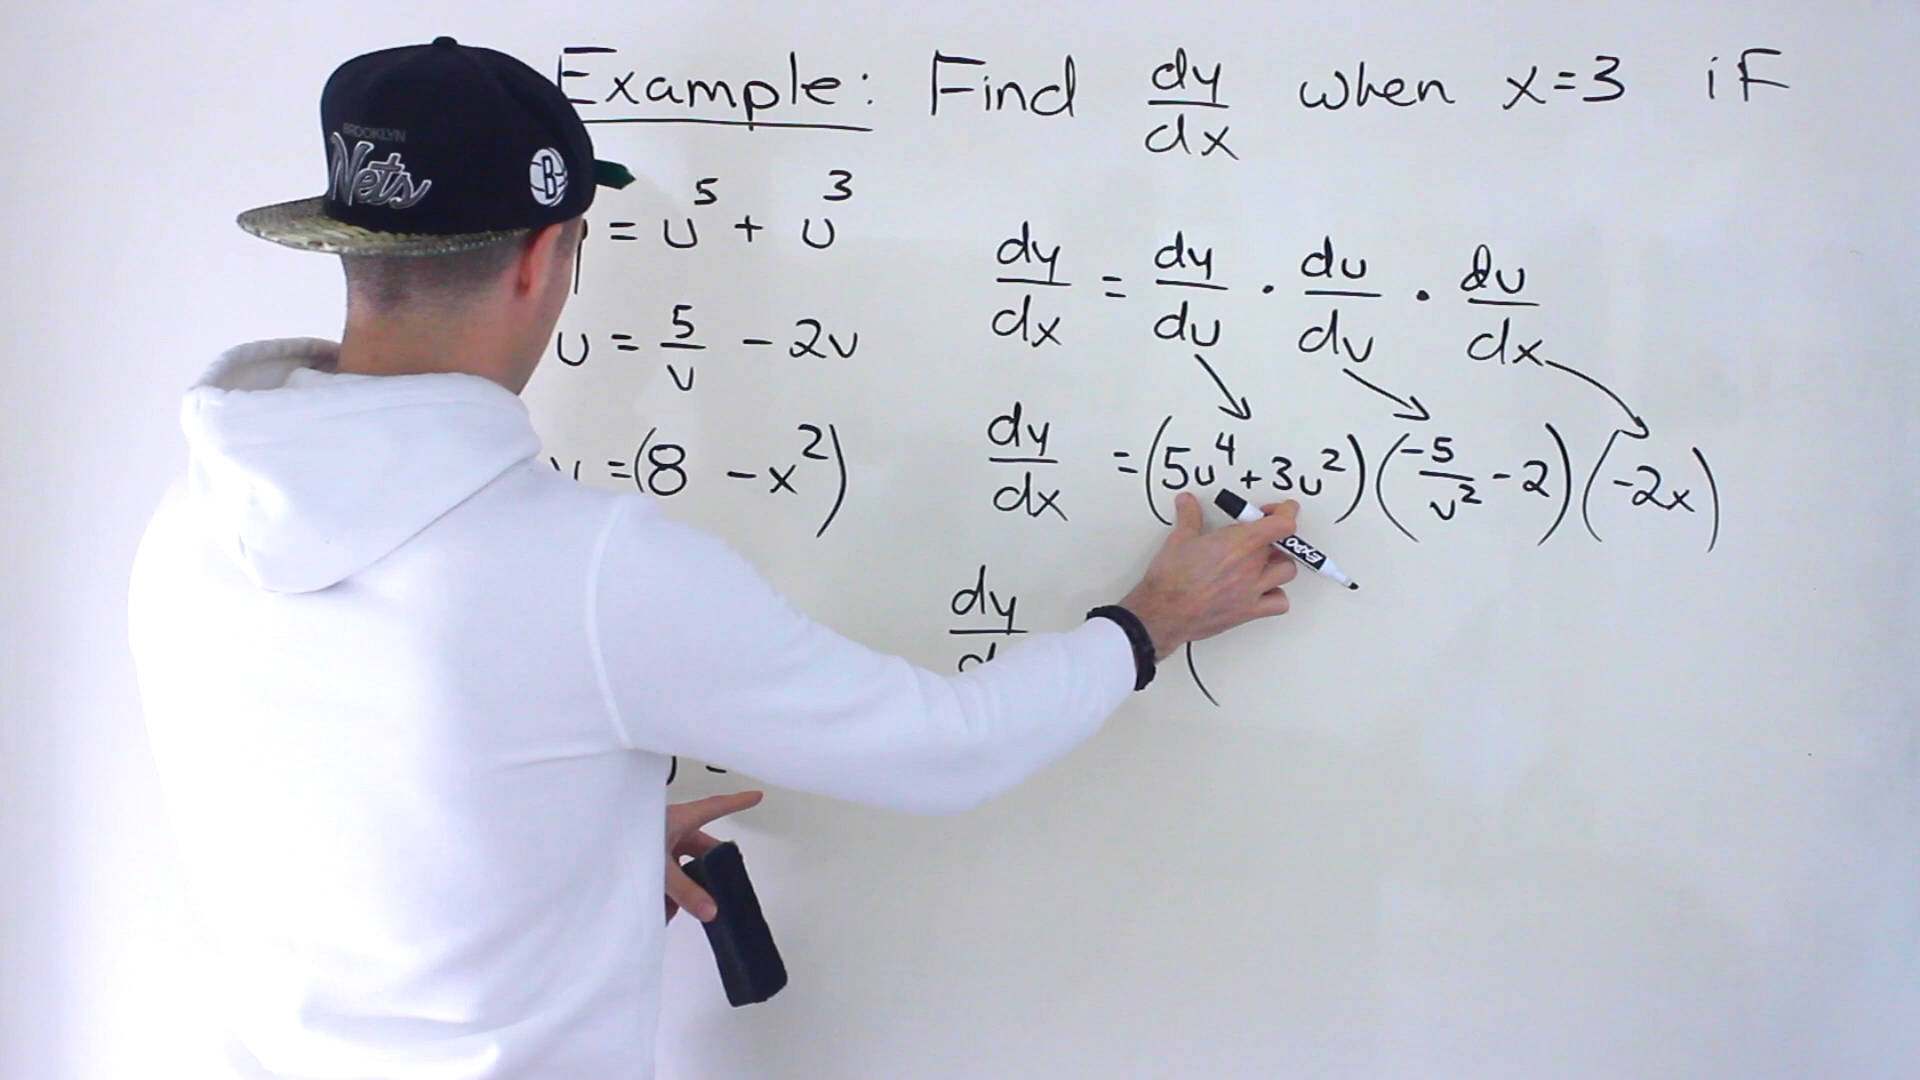 BROOKLYN
Nets
B
Example: Find dy/dx when x=3 if
y = u^5 + u^3
dy/dx = dy/du · du/dv · dv/dx
u = 5/v - 2v
v = (8 - x^2)
dy/dx = (5u^4 + 3u^2)(-5/v^2 - 2)(-2x)
dy
(
EXPO